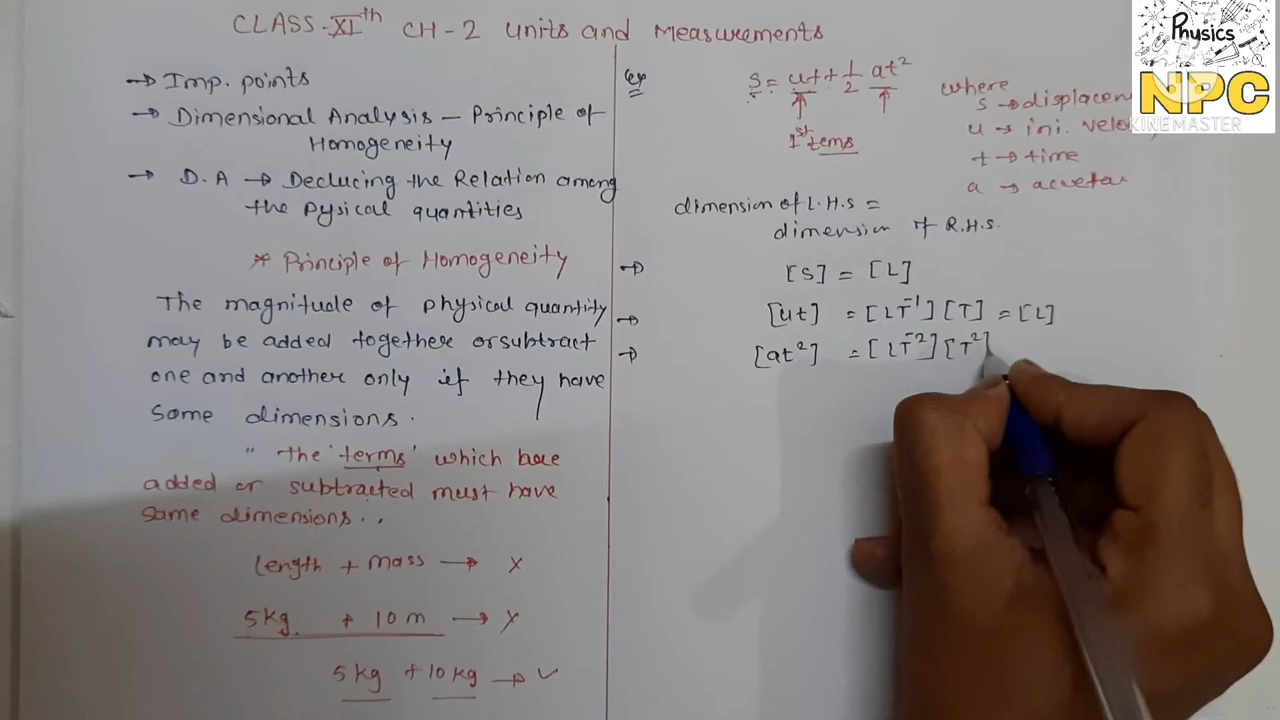 CLASS-XIth CH-2 Units and Measurements
→ Imp. points
→ Dimensional Analysis – Principle of
Homogeneity
→ D.A → Deducing the Relation among
the pysical quantities
* Principle of Homogeneity
The magnitude of physical quantity
may be added together or subtract
one and another only if they have
Same dimensions.
" the 'terms' which
added or subtracted must have
Same dimensions..
length + mass → X
5kg + 10m → X
5kg + 10kg → ✓
S = ut + 1/2 at²
1st tems
where
s → displacem
u → ini. velo
t → time
a →
dimension of L.H.S =
dimension of R.H.S.
→ [S] = [L]
→ [ut] = [LT⁻¹][T] = [L]
→ [at²] = [LT⁻²][T²]
Physics
NPC
KINEMASTER